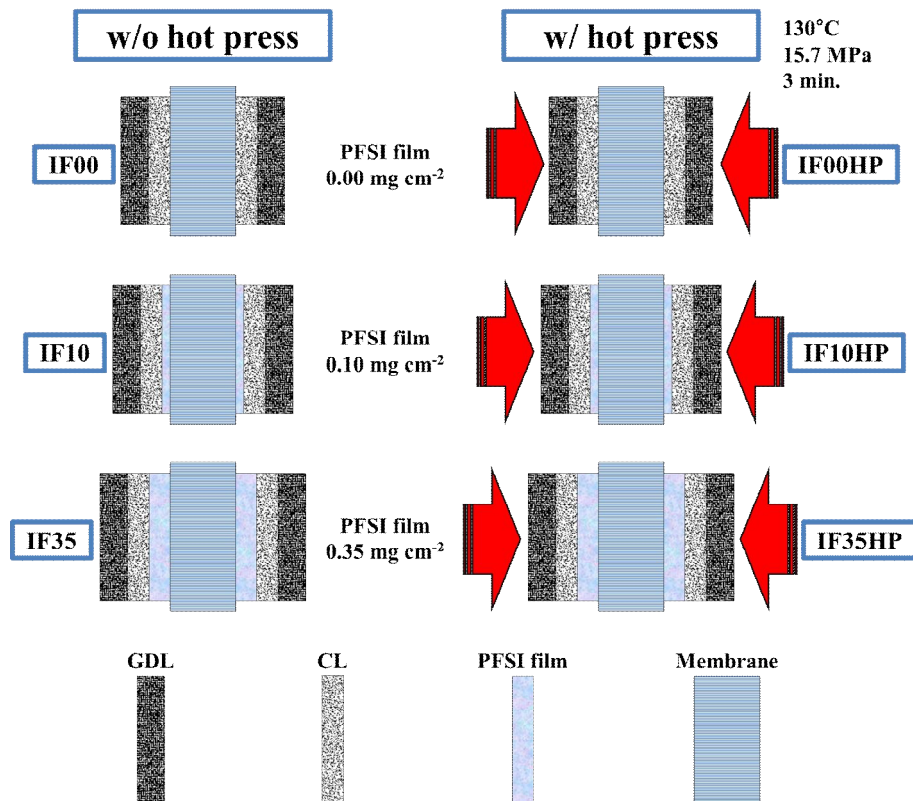 w/o hot press
w/ hot press
130°C
15.7 MPa
3 min.
IF00
PFSI film
0.00 mg cm⁻²
IF00HP
IF10
PFSI film
0.10 mg cm⁻²
IF10HP
IF35
PFSI film
0.35 mg cm⁻²
IF35HP
GDL
CL
PFSI film
Membrane